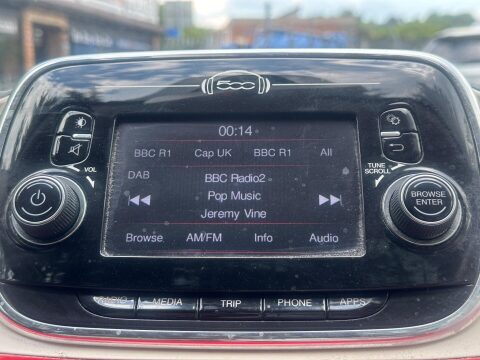 500
00:14
BBC R1 Cap UK BBC R1 All
DAB
BBC Radio2
Pop Music
Jeremy Vine
Browse AM/FM Info Audio
VOL
TUNE
SCROLL
BROWSE
ENTER
RADIO MEDIA TRIP PHONE APPS